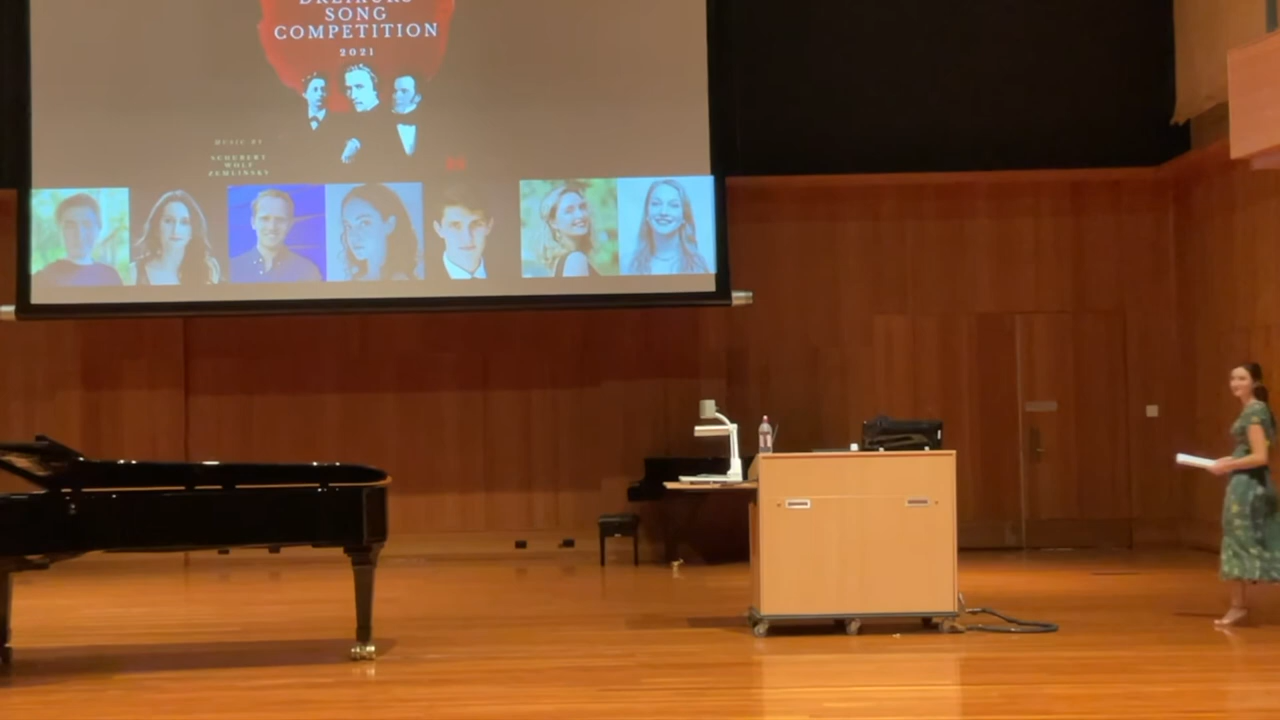 SONG
COMPETITION
2021
MUSIC BY
SCHUBERT
WOLF
ZEMLINSKY